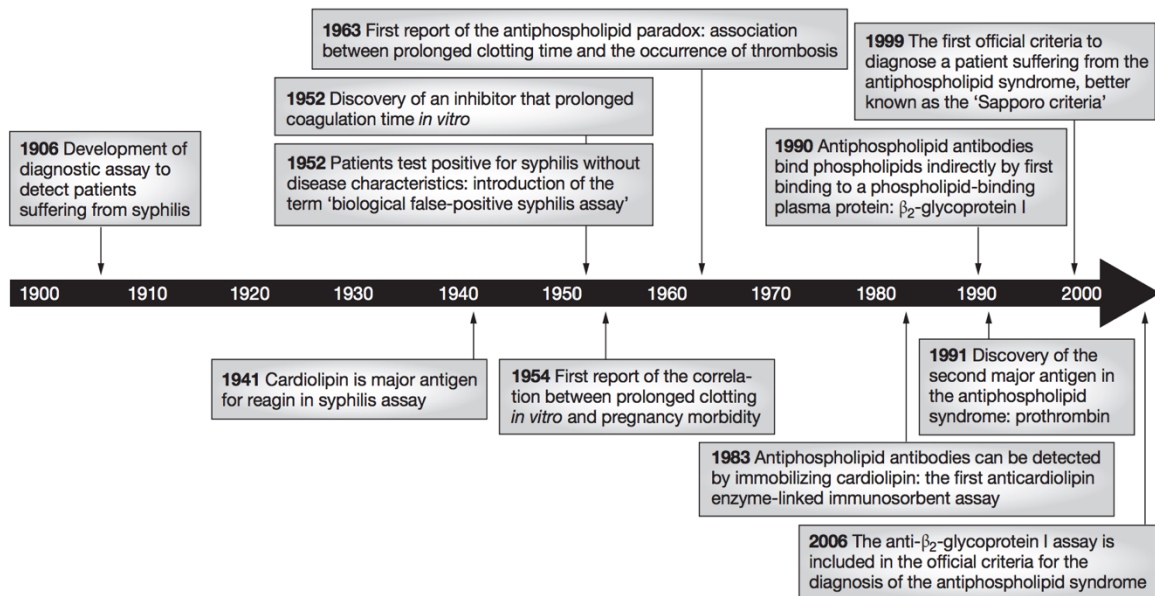 1963 First report of the antiphospholipid paradox: association
between prolonged clotting time and the occurrence of thrombosis
1999 The first official criteria to
diagnose a patient suffering from the
antiphospholipid syndrome, better
known as the ‘Sapporo criteria’
1952 Discovery of an inhibitor that prolonged
coagulation time in vitro
1906 Development of
diagnostic assay to
detect patients
suffering from syphilis
1952 Patients test positive for syphilis without
disease characteristics: introduction of the
term ‘biological false-positive syphilis assay’
1990 Antiphospholipid antibodies
bind phospholipids indirectly by first
binding to a phospholipid-binding
plasma protein: β₂-glycoprotein I
1900 1910 1920 1930 1940 1950 1960 1970 1980 1990 2000
1941 Cardiolipin is major antigen
for reagin in syphilis assay
1954 First report of the correla-
tion between prolonged clotting
in vitro and pregnancy morbidity
1991 Discovery of the
second major antigen in
the antiphospholipid
syndrome: prothrombin
1983 Antiphospholipid antibodies can be detected
by immobilizing cardiolipin: the first anticardiolipin
enzyme-linked immunosorbent assay
2006 The anti-β₂-glycoprotein I assay is
included in the official criteria for the
diagnosis of the antiphospholipid syndrome